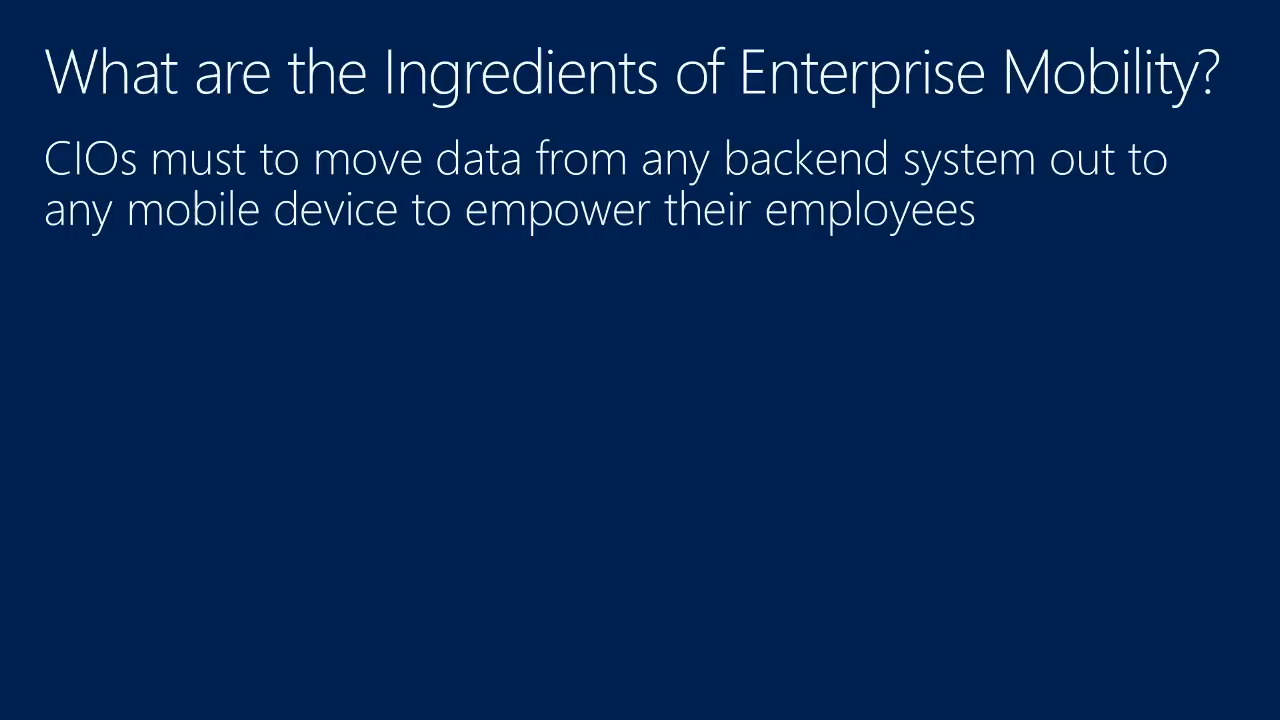 What are the Ingredients of Enterprise Mobility?
CIOs must to move data from any backend system out to
any mobile device to empower their employees